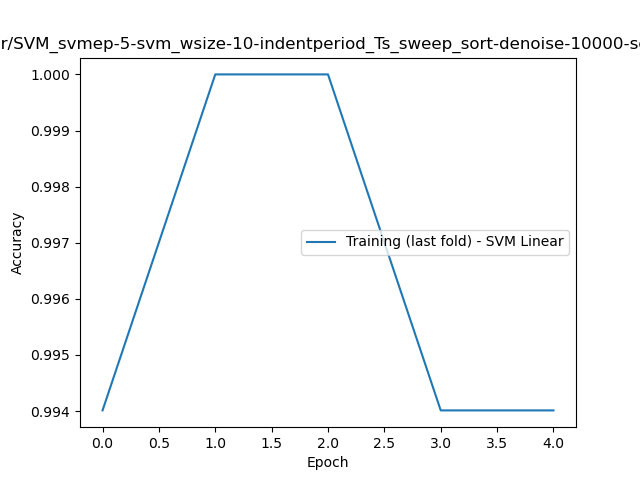 r/SVM_svmep-5-svm_wsize-10-indentperiod_Ts_sweep_sort-denoise-10000-s
1.000
0.999
0.998
0.997
0.996
0.995
0.994
Accuracy
Training (last fold) - SVM Linear
0.0 0.5 1.0 1.5 2.0 2.5 3.0 3.5 4.0
Epoch